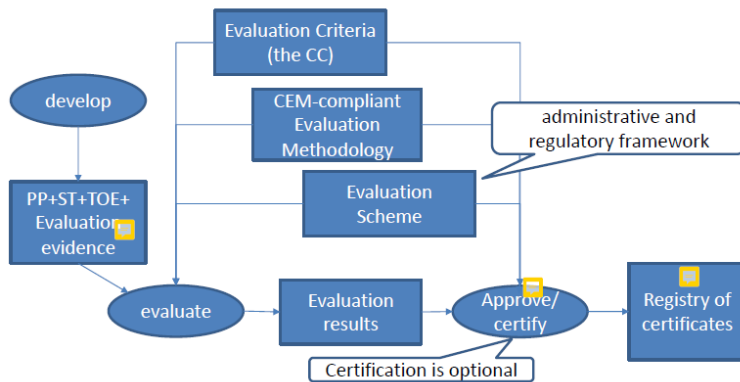 Evaluation Criteria
(the CC)
develop
CEM-compliant
Evaluation
Methodology
administrative and
regulatory framework
PP+ST+TOE+
Evaluation
evidence
Evaluation
Scheme
evaluate
Evaluation
results
Approve/
certify
Registry of
certificates
Certification is optional